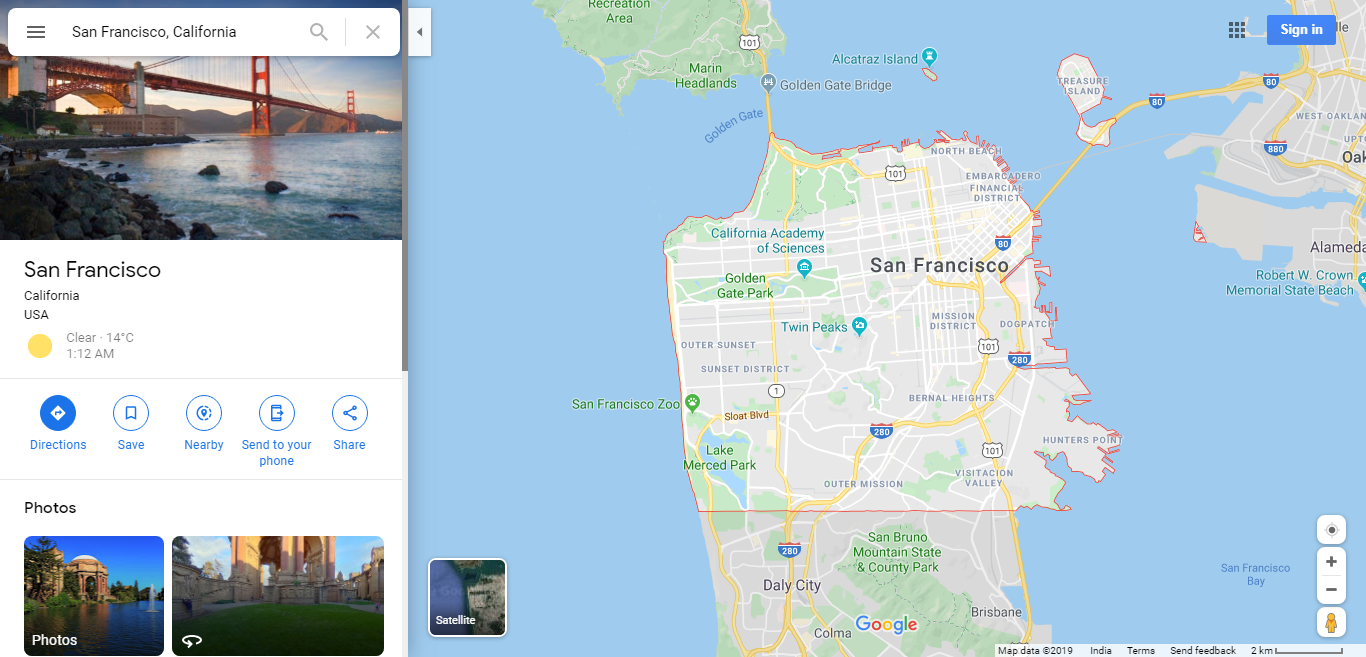 San Francisco, California
San Francisco
California
USA
Clear · 14°C
1:12 AM
Directions
Save
Nearby
Send to your
phone
Share
Photos
Photos
Recreation
Area
101
Marin
Headlands
Alcatraz Island
Golden Gate Bridge
Golden Gate
TREASURE
ISLAND
80
80
Sign in
WEST OAKLAN
880
Oak
NORTH BEACH
101
EMBARCADERO
FINANCIAL
DISTRICT
California Academy
of Sciences
80
San Francisco
Golden
Gate Park
Alameda
Robert W. Crown
Memorial State Beach
Twin Peaks
MISSION
DISTRICT
DOGPATCH
OUTER SUNSET
101
280
SUNSET DISTRICT
1
San Francisco Zoo
Sloat Blvd
BERNAL HEIGHTS
280
HUNTERS POINT
Lake
Merced Park
101
OUTER MISSION
VISITACION
VALLEY
280
San Bruno
Mountain State
& County Park
Daly City
San Francisco
Bay
Satellite
Brisbane
Colma
Google
Map data ©2019
India
Terms
Send feedback
2 km